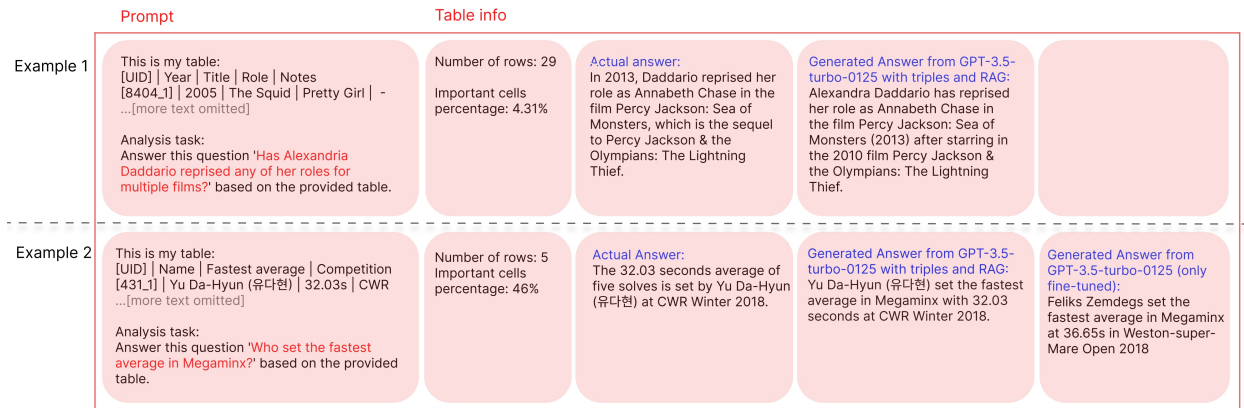 Prompt
Table info
Example 1
This is my table:
[UID] | Year | Title | Role | Notes
[8404_1] | 2005 | The Squid | Pretty Girl | -
...[more text omitted]
Analysis task:
Answer this question 'Has Alexandria
Daddario reprised any of her roles for
multiple films?' based on the provided table.
Number of rows: 29
Important cells
percentage: 4.31%
Actual answer:
In 2013, Daddario reprised her
role as Annabeth Chase in the
film Percy Jackson: Sea of
Monsters, which is the sequel
to Percy Jackson & the
Olympians: The Lightning
Thief.
Generated Answer from GPT-3.5-
turbo-0125 with triples and RAG:
Alexandra Daddario has reprised
her role as Annabeth Chase in
the film Percy Jackson: Sea of
Monsters (2013) after starring in
the 2010 film Percy Jackson &
the Olympians: The Lightning
Thief.
Example 2
This is my table:
[UID] | Name | Fastest average | Competition
[431_1] | Yu Da-Hyun (유다현) | 32.03s | CWR
...[more text omitted]
Analysis task:
Answer this question 'Who set the fastest
average in Megaminx?' based on the provided
table.
Number of rows: 5
Important cells
percentage: 46%
Actual Answer:
The 32.03 seconds average of
five solves is set by Yu Da-Hyun
(유다현) at CWR Winter 2018.
Generated Answer from GPT-3.5-
turbo-0125 with triples and RAG:
Yu Da-Hyun (유다현) set the fastest
average in Megaminx with 32.03
seconds at CWR Winter 2018.
Generated Answer from
GPT-3.5-turbo-0125 (only
fine-tuned):
Feliks Zemdegs set the
fastest average in Megaminx
at 36.65s in Weston-super-
Mare Open 2018